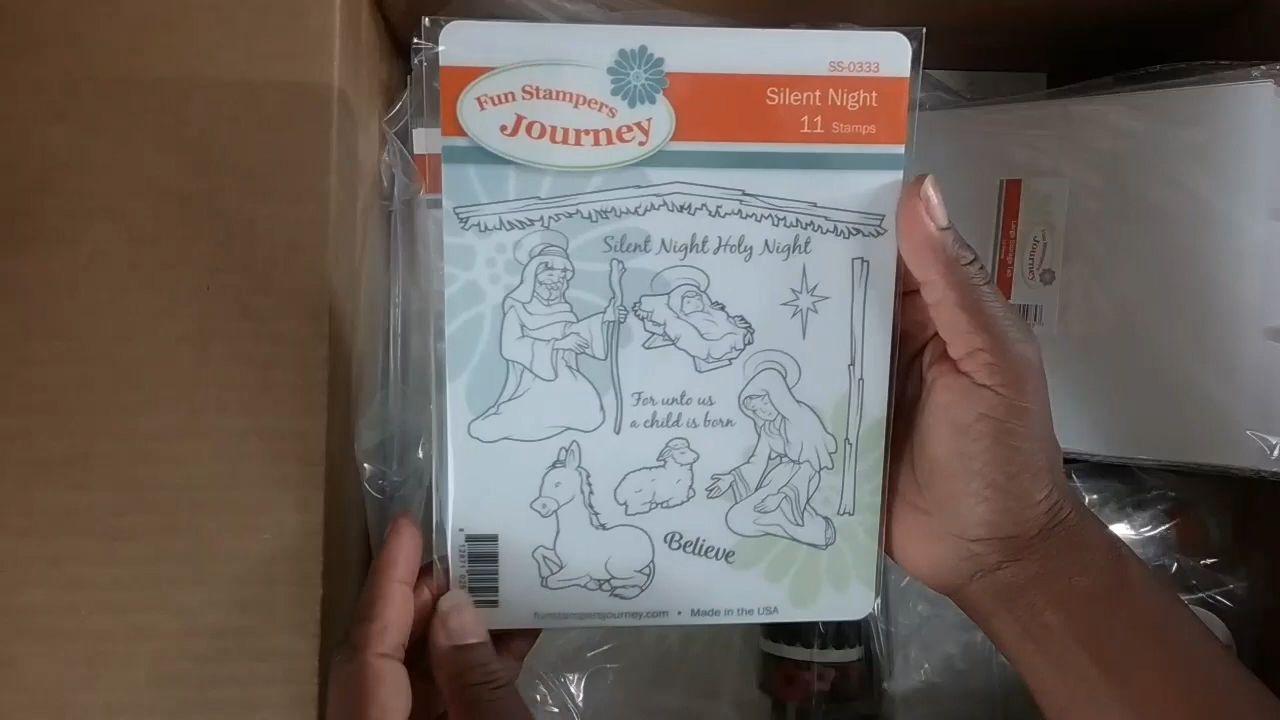 SS-0333
Fun Stampers
Journey
Silent Night
11 Stamps
Silent Night Holy Night
For unto us
a child is born
Believe
funstampersjourney.com • Made in the USA
Journey